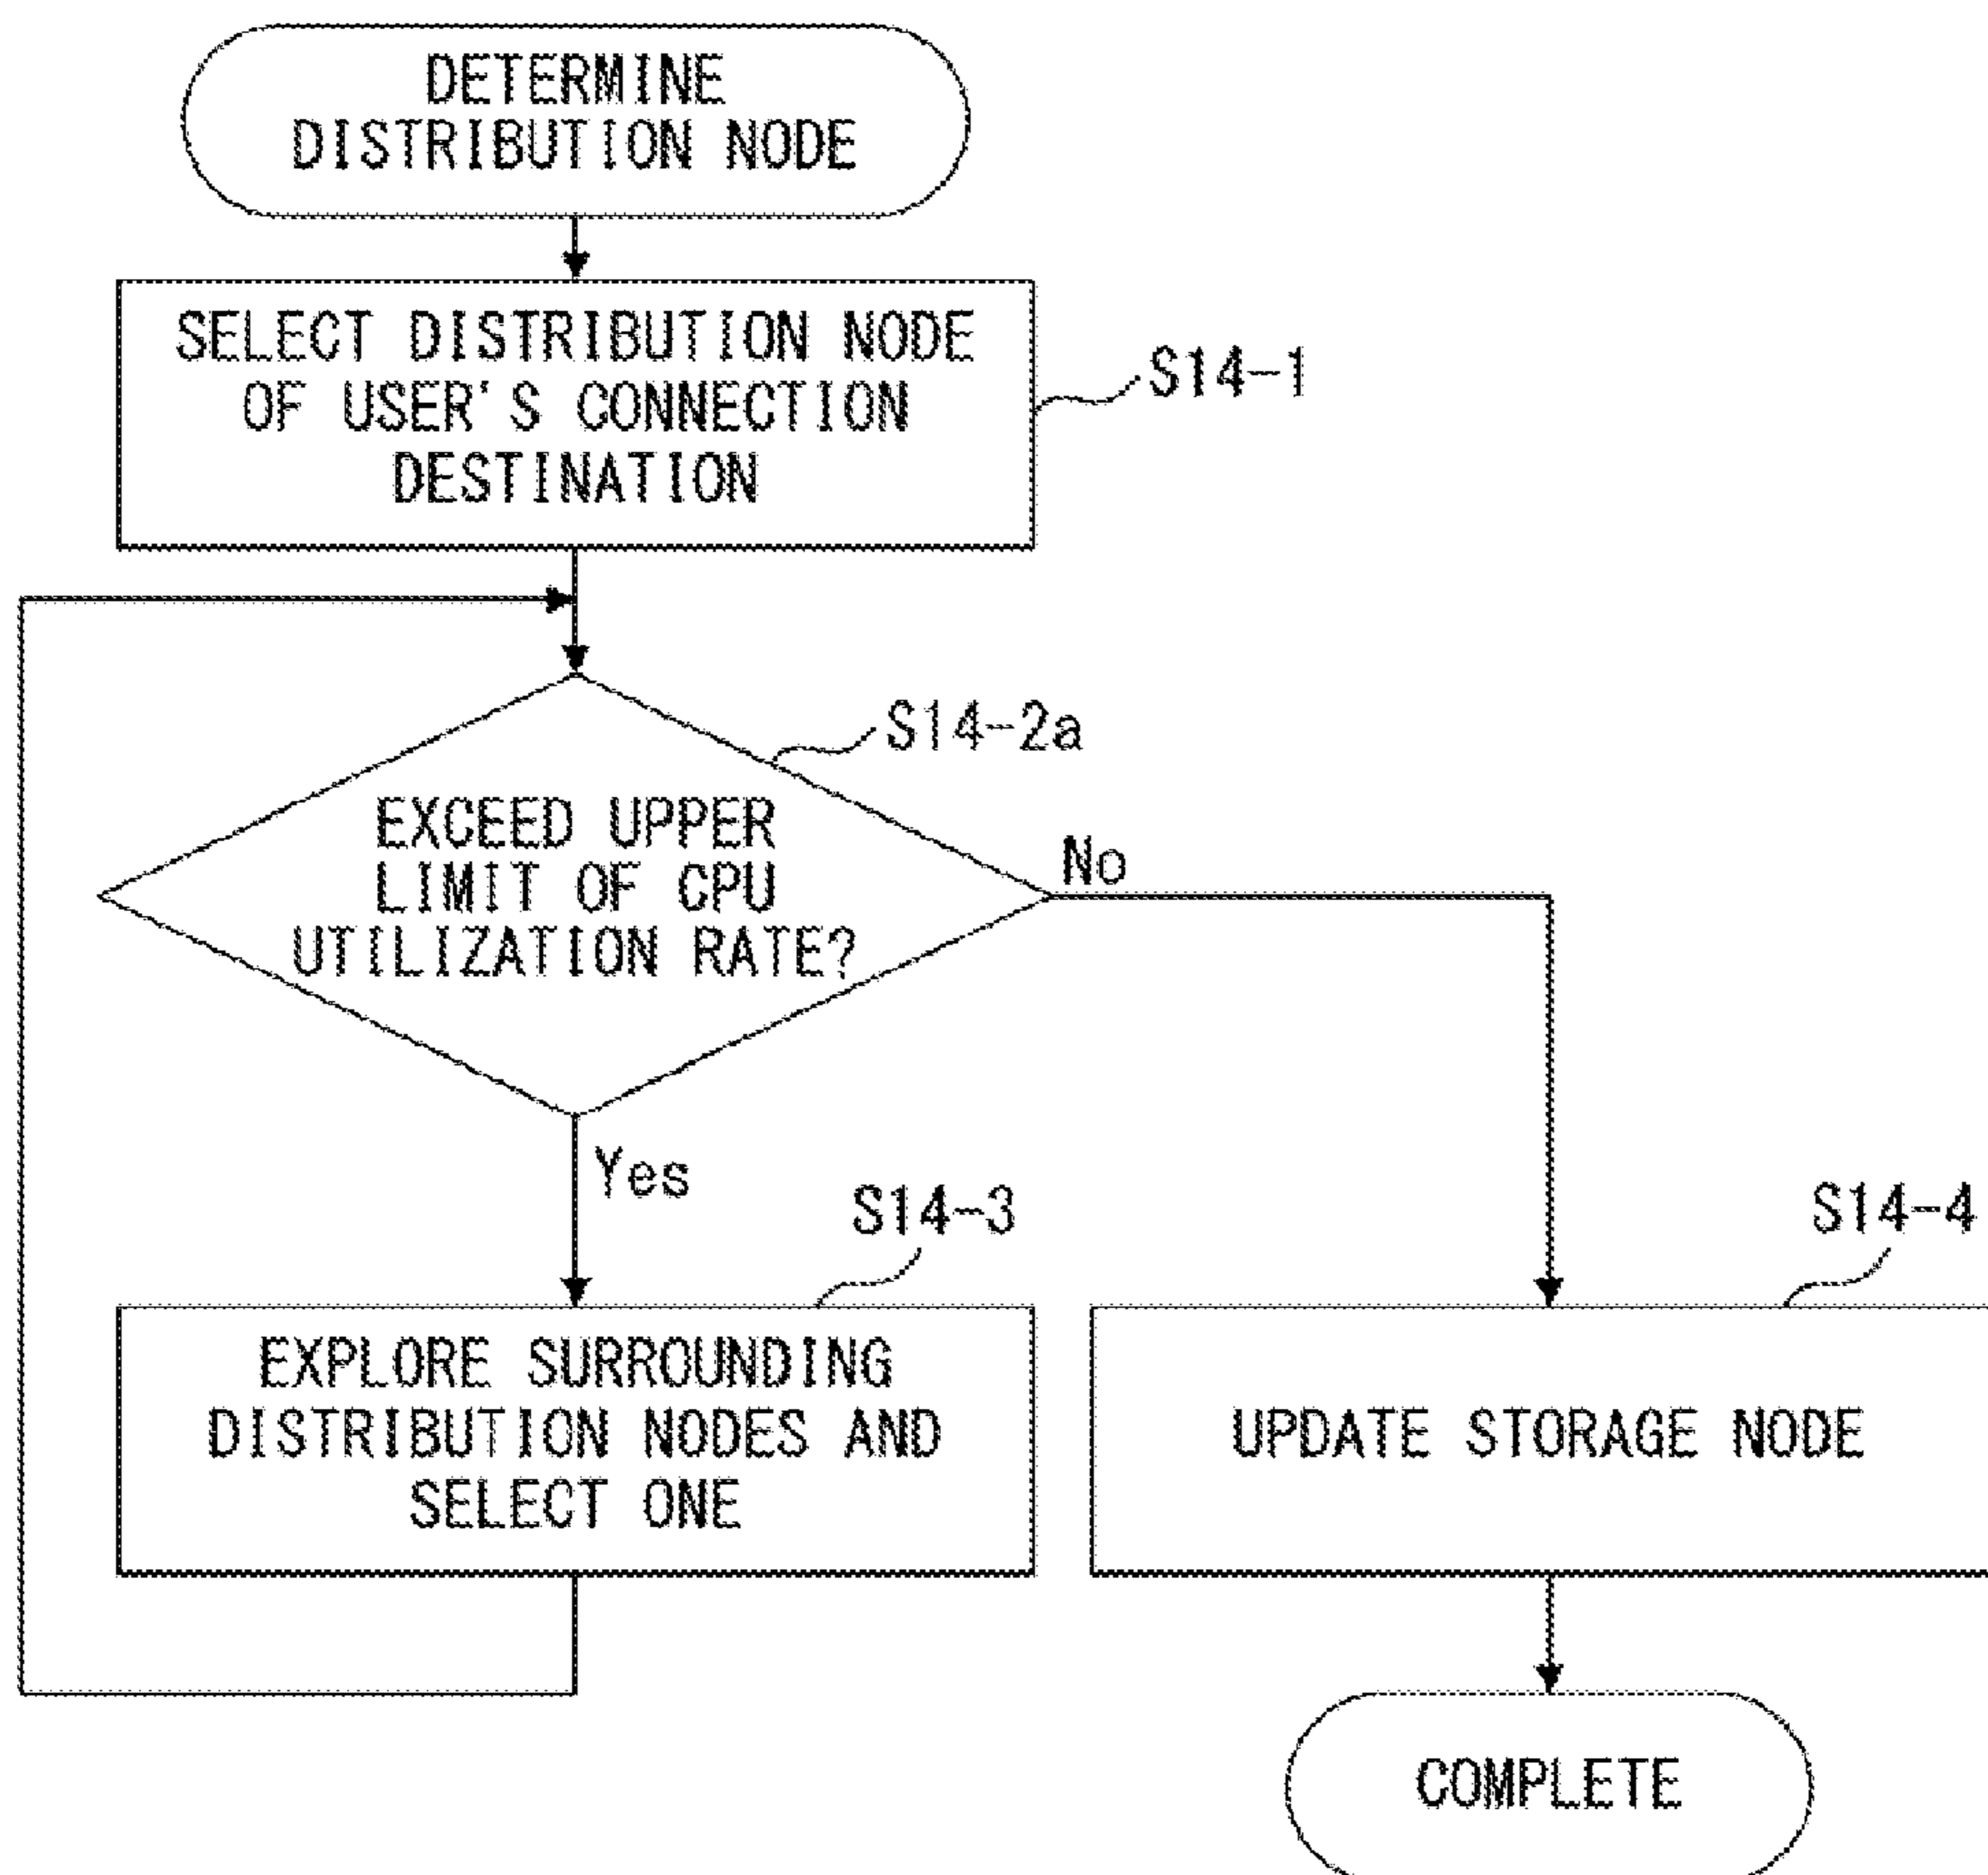 DETERMINE
DISTRIBUTION NODE
SELECT DISTRIBUTION NODE
OF USER'S CONNECTION
DESTINATION
S14-1
S14-2a
EXCEED UPPER
LIMIT OF CPU
UTILIZATION RATE?
No
Yes
S14-3
EXPLORE SURROUNDING
DISTRIBUTION NODES AND
SELECT ONE
S14-4
UPDATE STORAGE NODE
COMPLETE